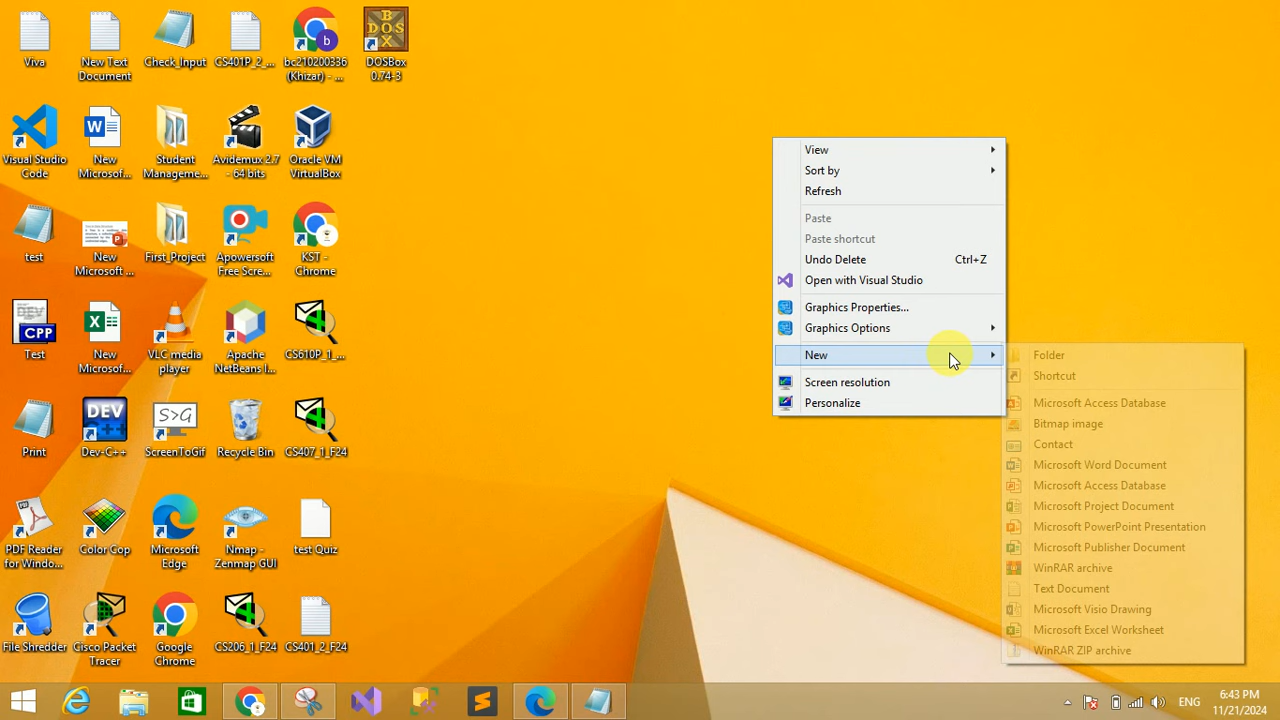 Viva
New Text
Document
Check_Input
CS401P_2_...
bc210200336
(Khizar) - ...
DOSBox
0.74-3
Visual Studio
Code
New
Microsof...
Student
Manageme...
Avidemux 2.7
- 64 bits
Oracle VM
VirtualBox
test
New
Microsoft ...
First_Project
Apowersoft
Free Scre...
KST -
Chrome
Test
New
Microsof...
VLC media
player
Apache
NetBeans I...
CS610P_1_...
Print
Dev-C++
ScreenToGif
Recycle Bin
CS407_1_F24
PDF Reader
for Windo...
Color Cop
Microsoft
Edge
Nmap -
Zenmap GUI
test Quiz
File Shredder
Cisco Packet
Tracer
Google
Chrome
CS206_1_F24
CS401_2_F24
View
Sort by
Refresh
Paste
Paste shortcut
Undo Delete Ctrl+Z
Open with Visual Studio
Graphics Properties...
Graphics Options
New
Screen resolution
Personalize
Folder
Shortcut
Microsoft Access Database
Bitmap image
Contact
Microsoft Word Document
Microsoft Access Database
Microsoft Project Document
Microsoft PowerPoint Presentation
Microsoft Publisher Document
WinRAR archive
Text Document
Microsoft Visio Drawing
Microsoft Excel Worksheet
WinRAR ZIP archive
ENG
6:43 PM
11/21/2024